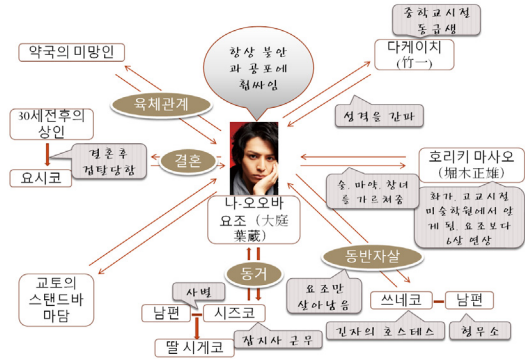 중학교시절
동급생
약국의 미망인
항상 불안
과 공포에
휩싸임
다케이치
(竹一)
육체관계
성격을 간파
30세전후의
상인
결혼 후
겁탈당함
결혼
요시코
호리키 마사오
(堀木正雄)
술, 마약, 창녀
를 가르쳐줌
화가, 고교시절
미술학원에서 알
게 됨, 요조보다
6살 연상
나-오오바
요조 (大庭
葉蔵)
동반자살
동거
교토의
스탠드바
마담
사별
요조만
살아남음
남편
시즈코
쓰네코
남편
딸 시게코
잡지사 근무
긴자의 호스테스
형무소